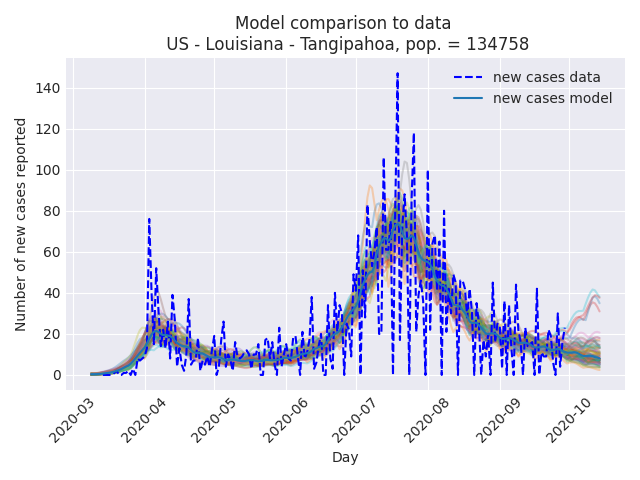 Model comparison to data
US - Louisiana - Tangipahoa, pop. = 134758
new cases data
new cases model
Number of new cases reported
140
120
100
80
60
40
20
0
2020-03
2020-04
2020-05
2020-06
2020-07
2020-08
2020-09
2020-10
Day